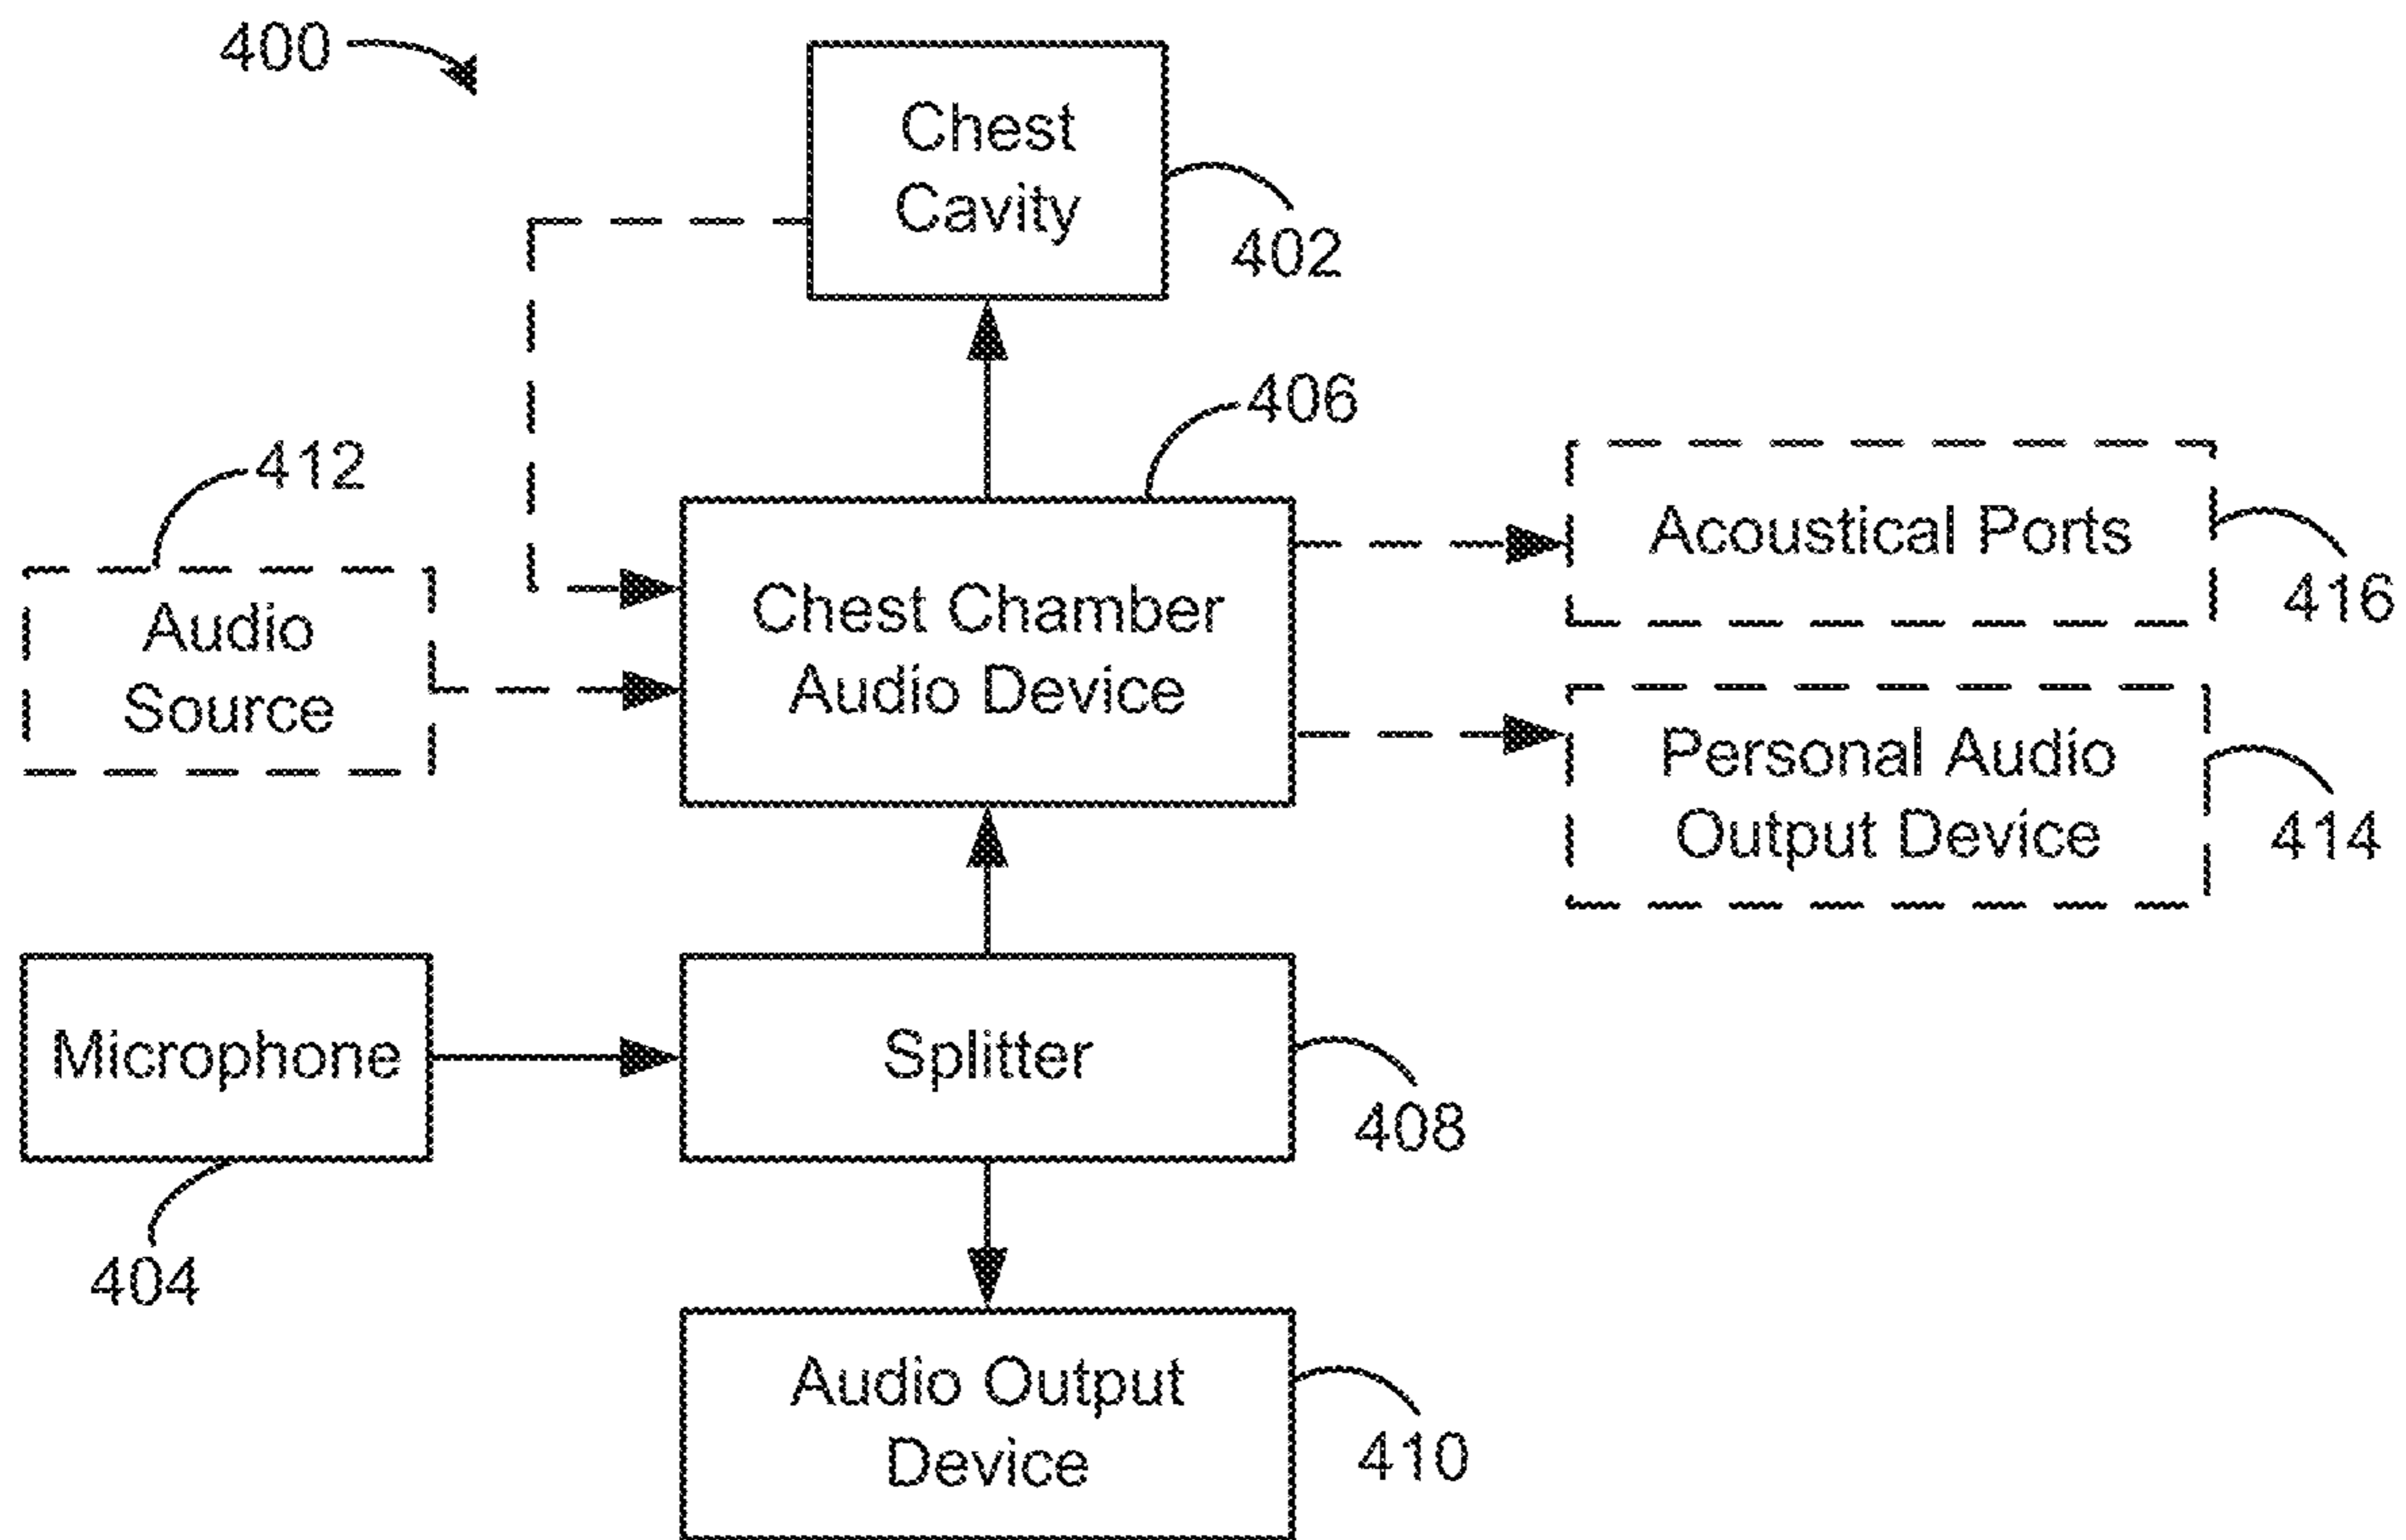 400
Chest
Cavity
402
406
412
Audio
Source
Chest Chamber
Audio Device
Acoustical Ports
416
Personal Audio
Output Device
414
Microphone
404
Splitter
408
Audio Output
Device
410